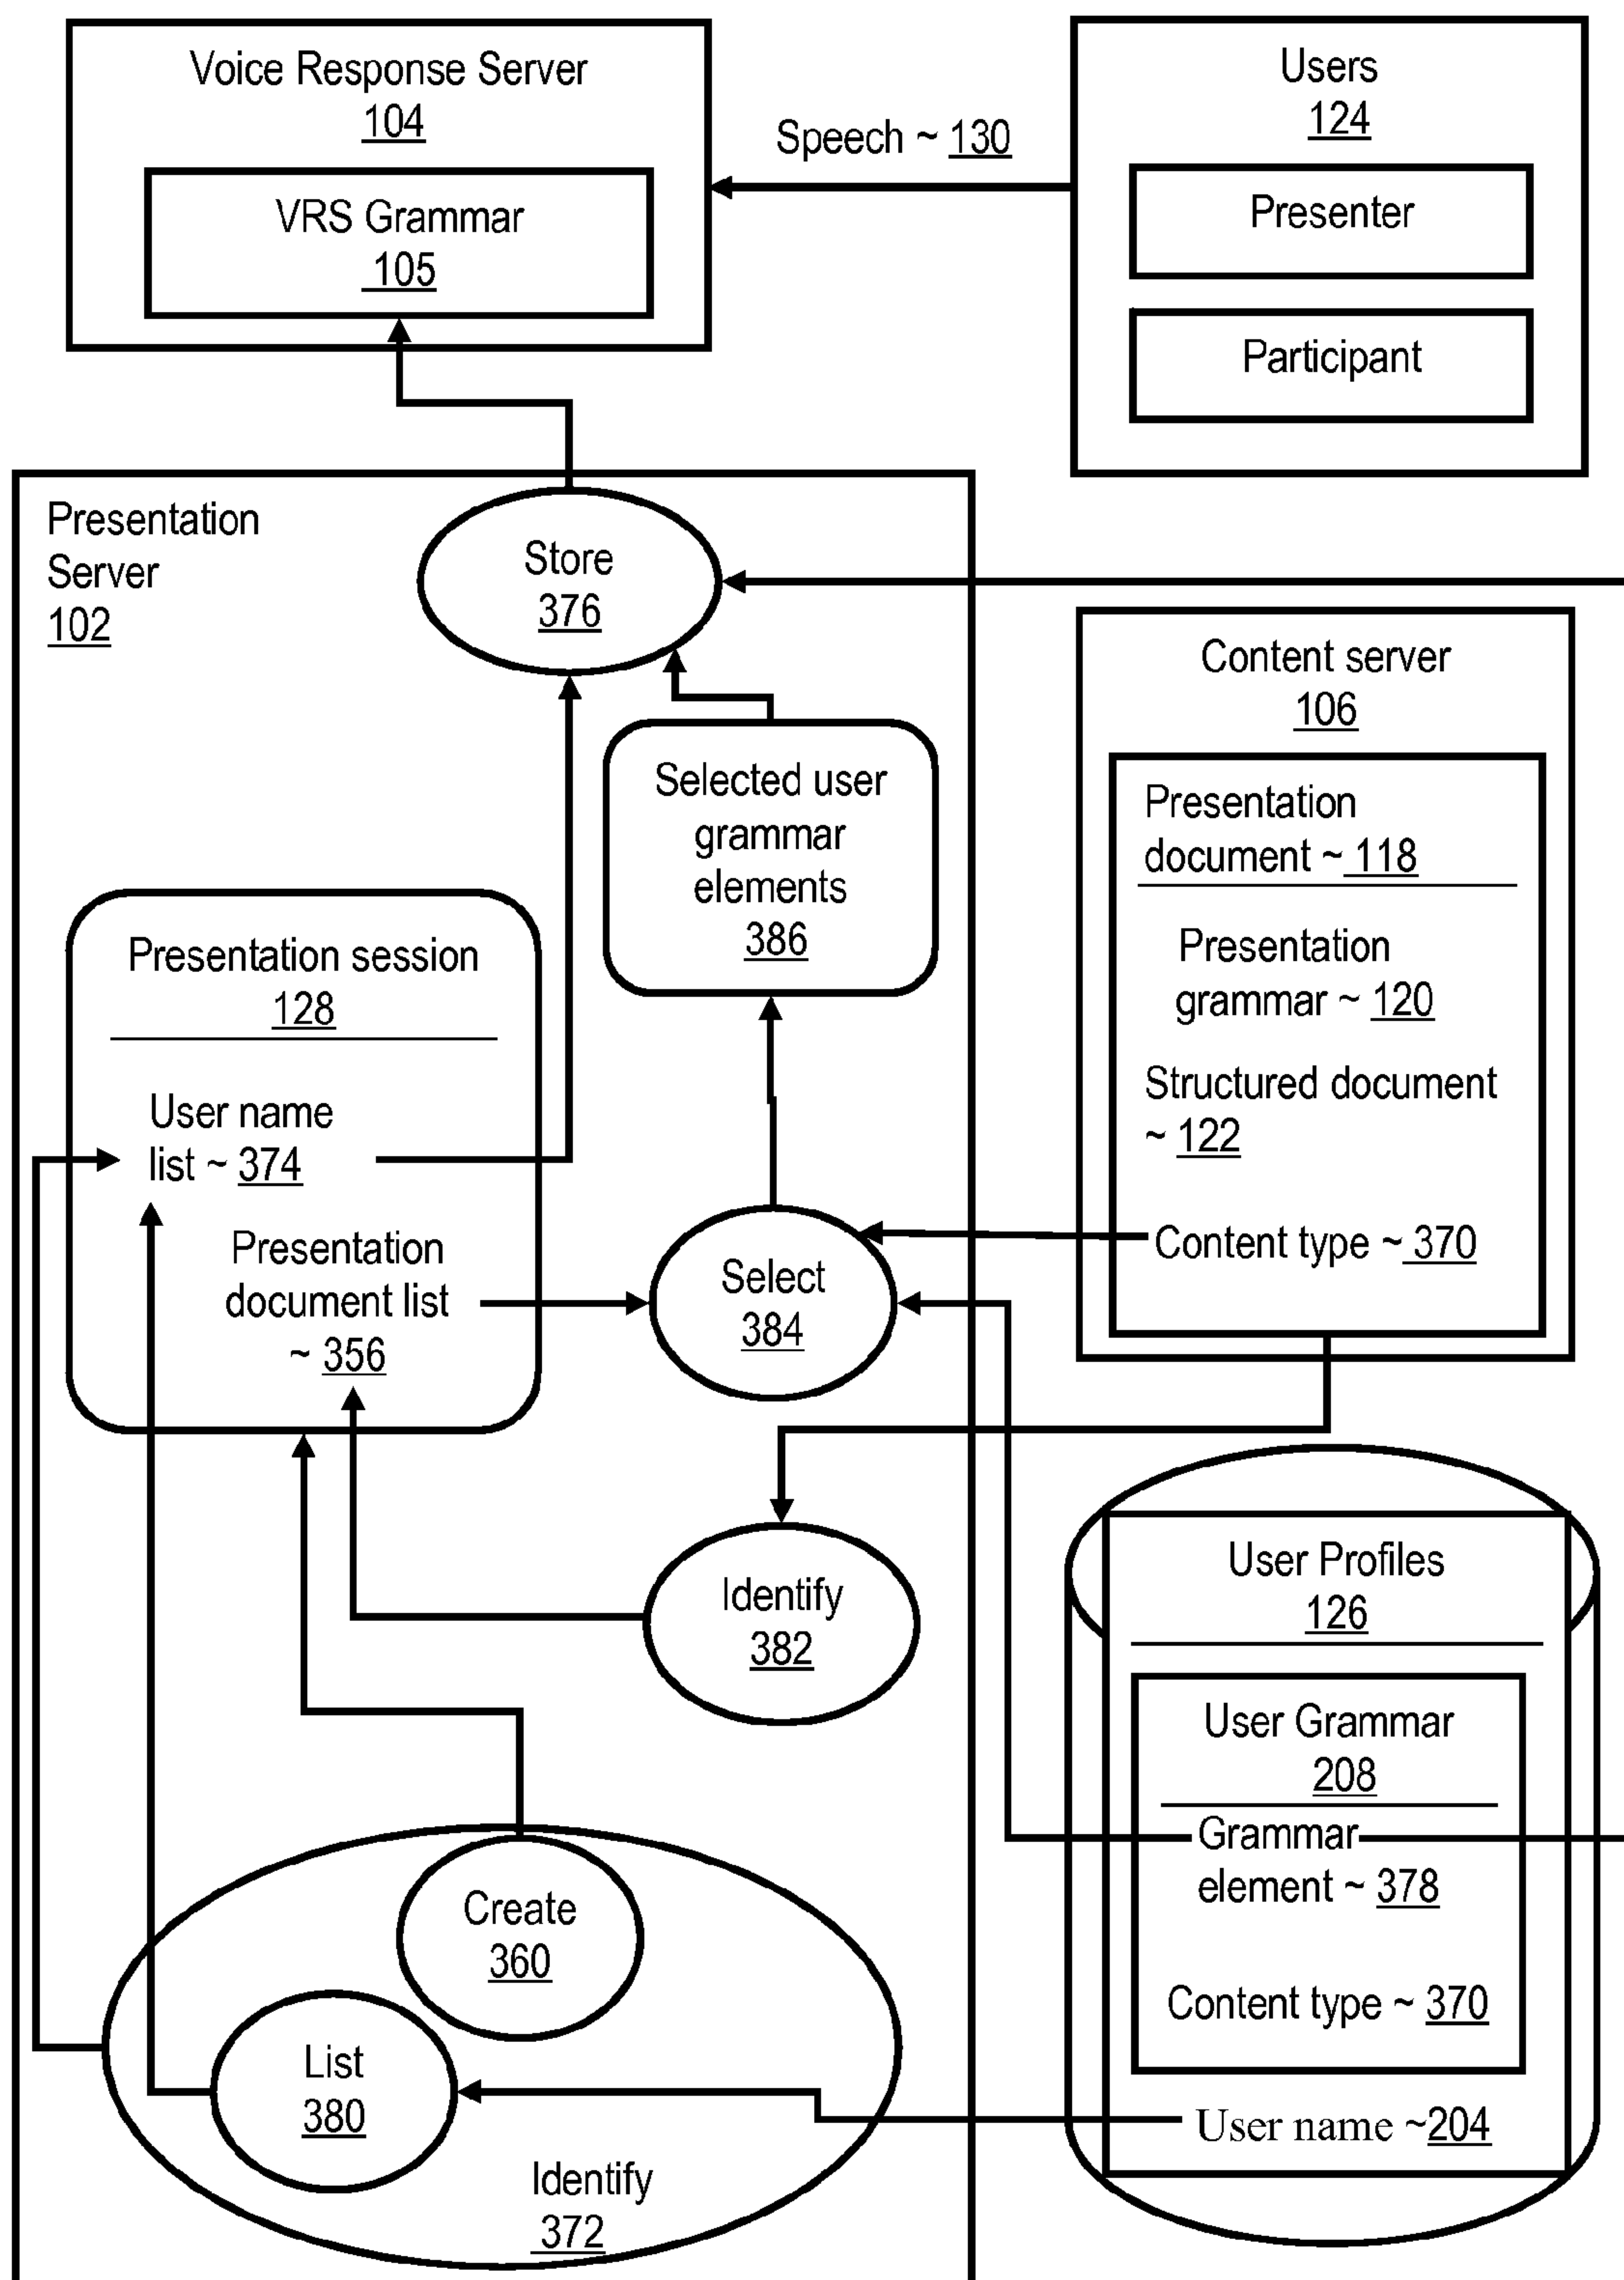 Voice Response Server
104
VRS Grammar
105
Speech ~ 130
Users
124
Presenter
Participant
Presentation
Server
102
Store
376
Selected user
grammar
elements
386
Content server
106
Presentation
document ~ 118
Presentation
grammar ~ 120
Structured document
~ 122
Content type ~ 370
Presentation session
128
User name
list ~ 374
Presentation
document list
~ 356
Select
384
Identify
382
User Profiles
126
User Grammar
208
Grammar
element ~ 378
Content type ~ 370
User name ~204
Create
360
List
380
Identify
372